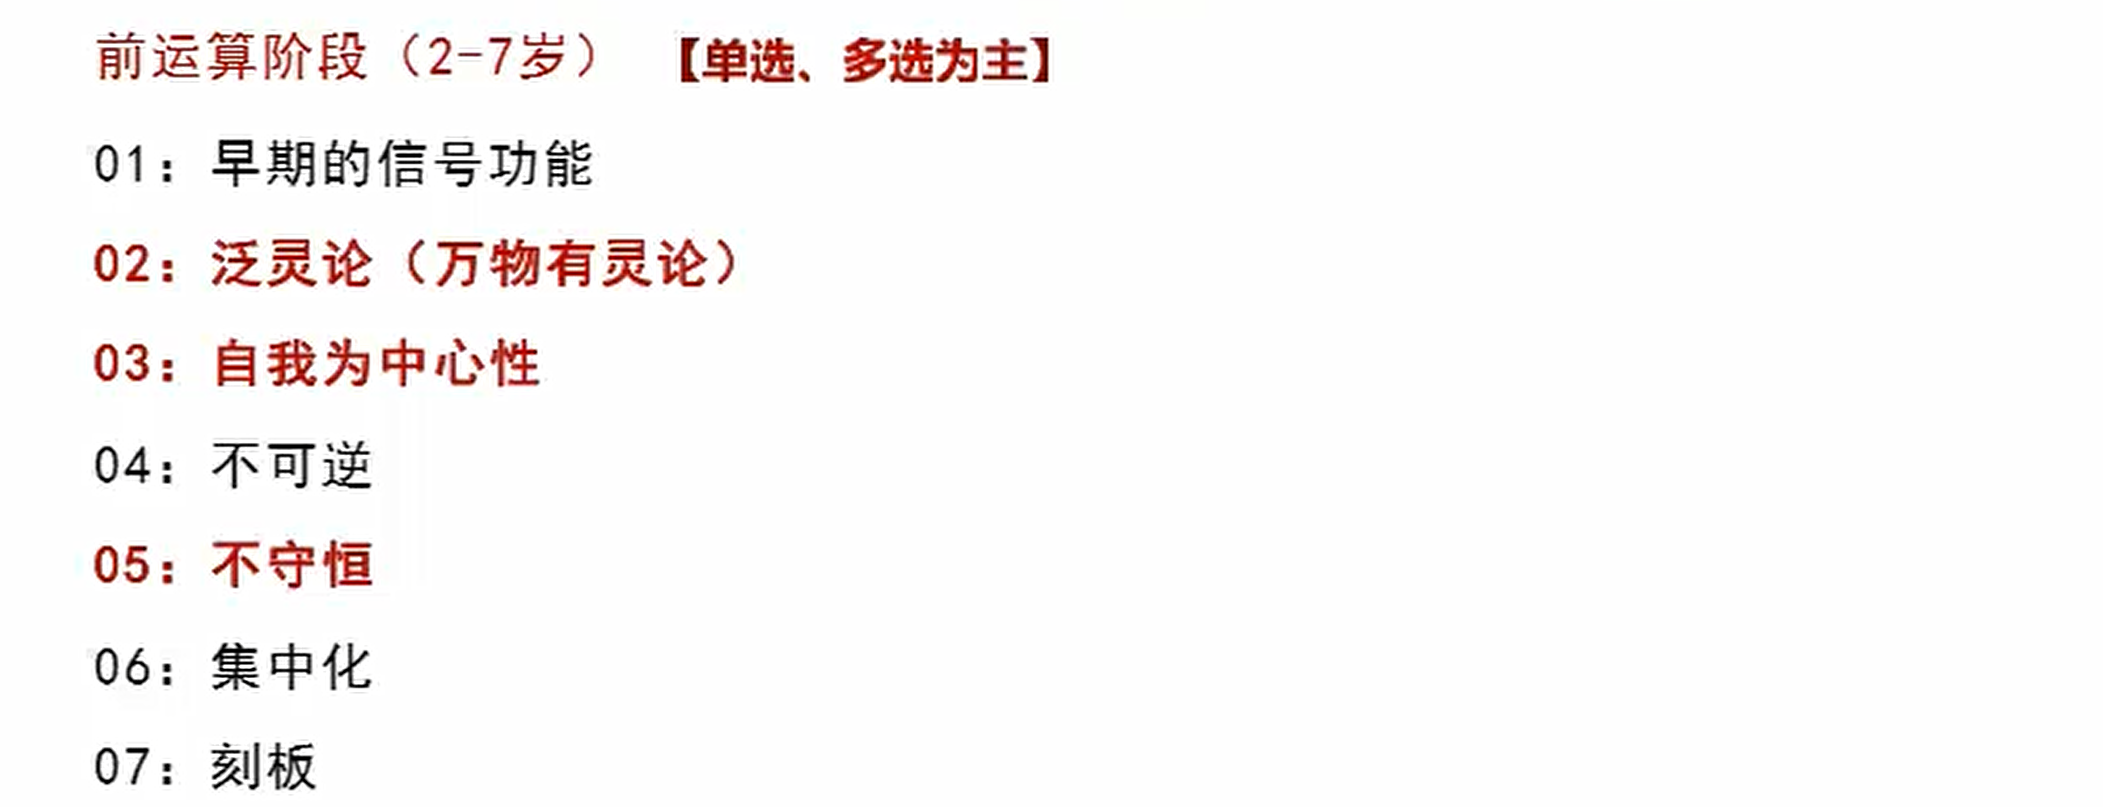 前运算阶段（2-7岁） 【单选、多选为主】
01：早期的信号功能
02：泛灵论（万物有灵论）
03：自我为中心性
04：不可逆
05：不守恒
06：集中化
07：刻板